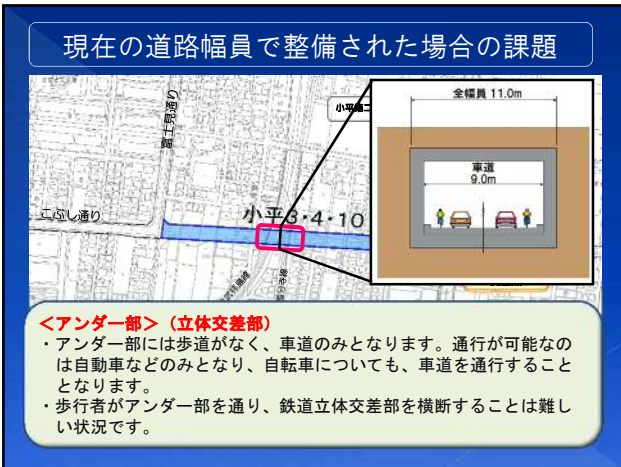 現在の道路幅員で整備された場合の課題
富士見通り
小平第二
全幅員 11.0m
車道
9.0m
こぶし通り
小平3・4・10
＜アンダー部＞（立体交差部）
・アンダー部には歩道がなく、車道のみとなります。通行が可能なの
は自動車などのみとなり、自転車についても、車道を通行すること
となります。
・歩行者がアンダー部を通り、鉄道立体交差部を横断することは難し
い状況です。